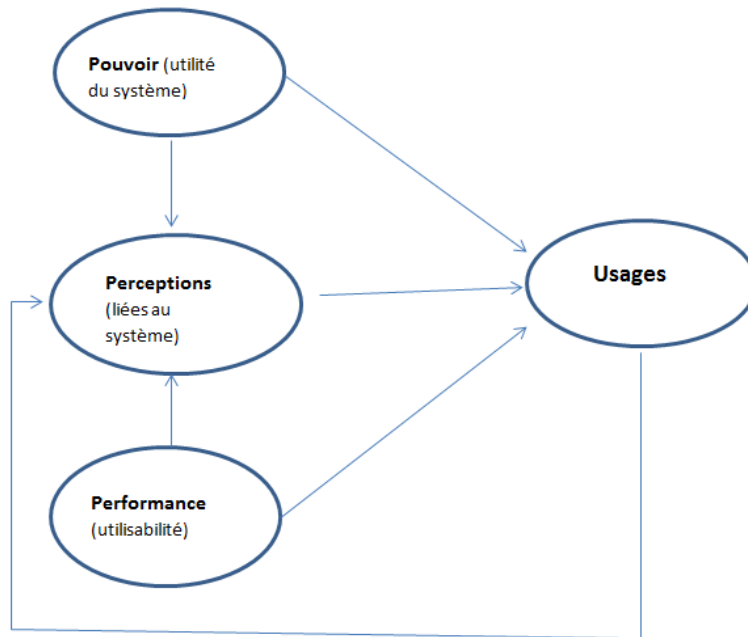 Pouvoir (utilité
du système)
Perceptions
(liées au
système)
Usages
Performance
(utilisabilité)